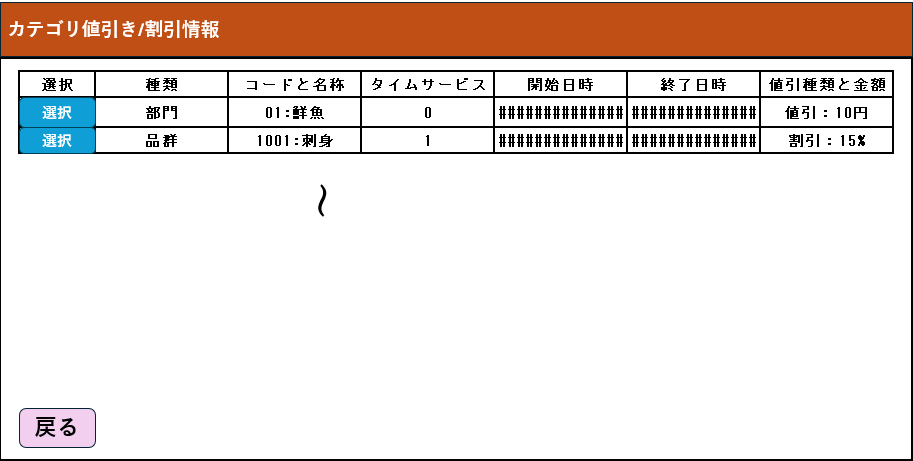 カテゴリ値引き/割引情報
選択 種類 コードと名称 タイムサービス 開始日時 終了日時 値引種類と金額
選択 部門 01:鮮魚 0 ############## ############## 値引：10円
選択 品群 1001:刺身 1 ############## ############## 割引：15%
～
戻る